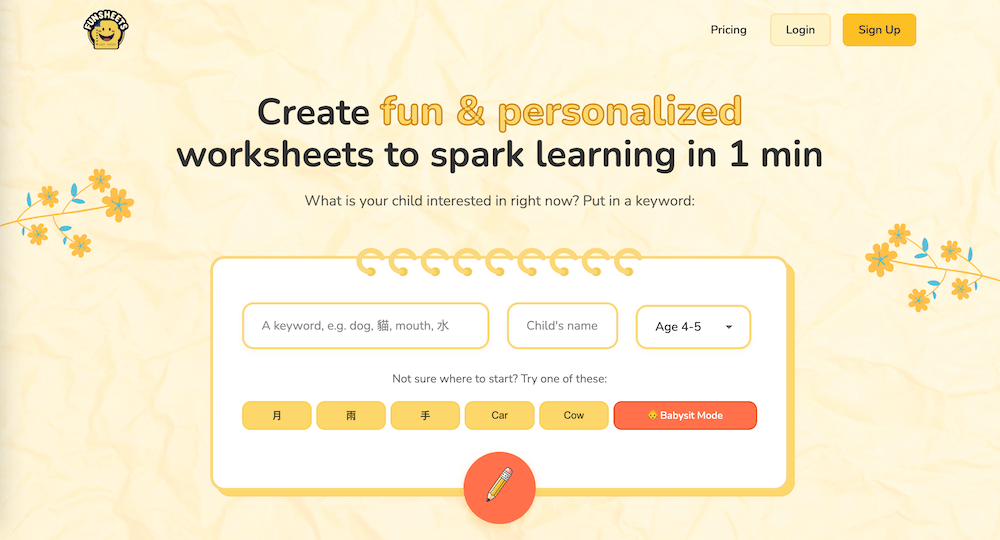 FUNSHEETS
Pricing
Login
Sign Up
Create fun & personalized
worksheets to spark learning in 1 min
What is your child interested in right now? Put in a keyword:
A keyword, e.g. dog, 貓, mouth, 水
Child's name
Age 4-5
Not sure where to start? Try one of these:
月
雨
手
Car
Cow
Babysit Mode